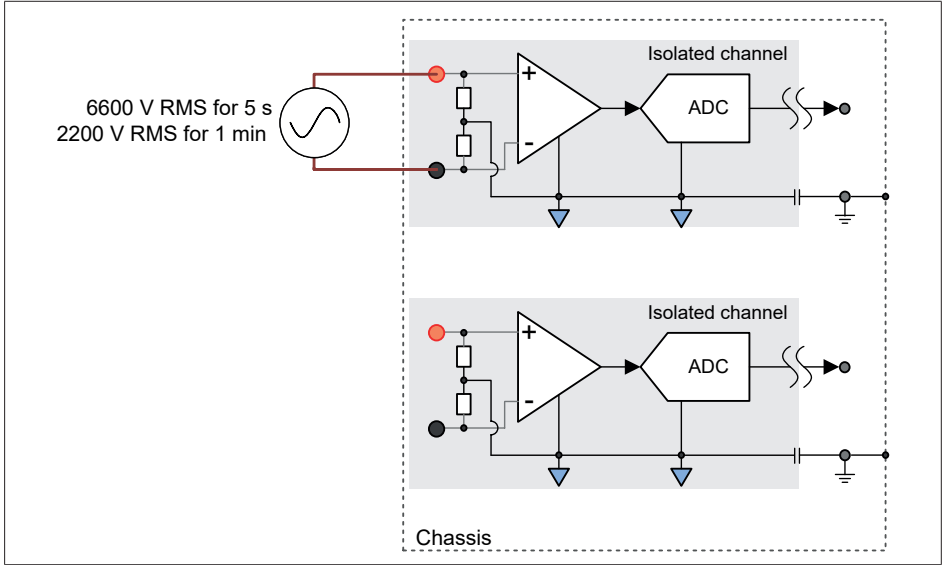 Isolated channel
6600 V RMS for 5 s
2200 V RMS for 1 min
+
-
ADC
Isolated channel
+
-
ADC
Chassis